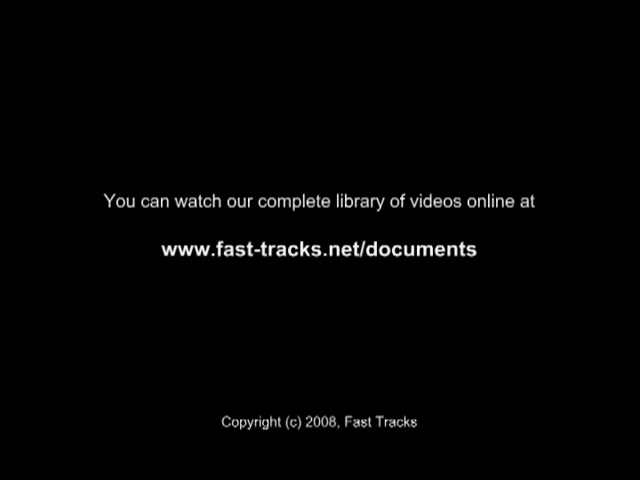 You can watch our complete library of videos online at
www.fast-tracks.net/documents
Copyright (c) 2008, Fast Tracks